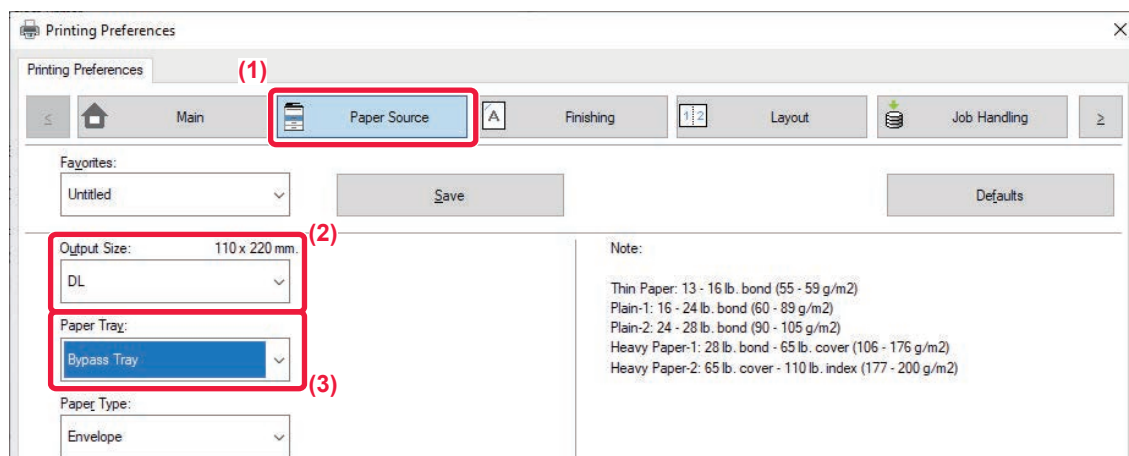 Printing Preferences
Printing Preferences
(1)
≤
Main
Paper Source
A
Finishing
1 2
Layout
Job Handling
≥
Favorites:
Untitled
Save
Defaults
(2)
Output Size: 110 x 220 mm.
DL
Paper Tray:
Bypass Tray
(3)
Paper Type:
Envelope
Note:
Thin Paper: 13 - 16 lb. bond (55 - 59 g/m2)
Plain-1: 16 - 24 lb. bond (60 - 89 g/m2)
Plain-2: 24 - 28 lb. bond (90 - 105 g/m2)
Heavy Paper-1: 28 lb. bond - 65 lb. cover (106 - 176 g/m2)
Heavy Paper-2: 65 lb. cover - 110 lb. index (177 - 200 g/m2)